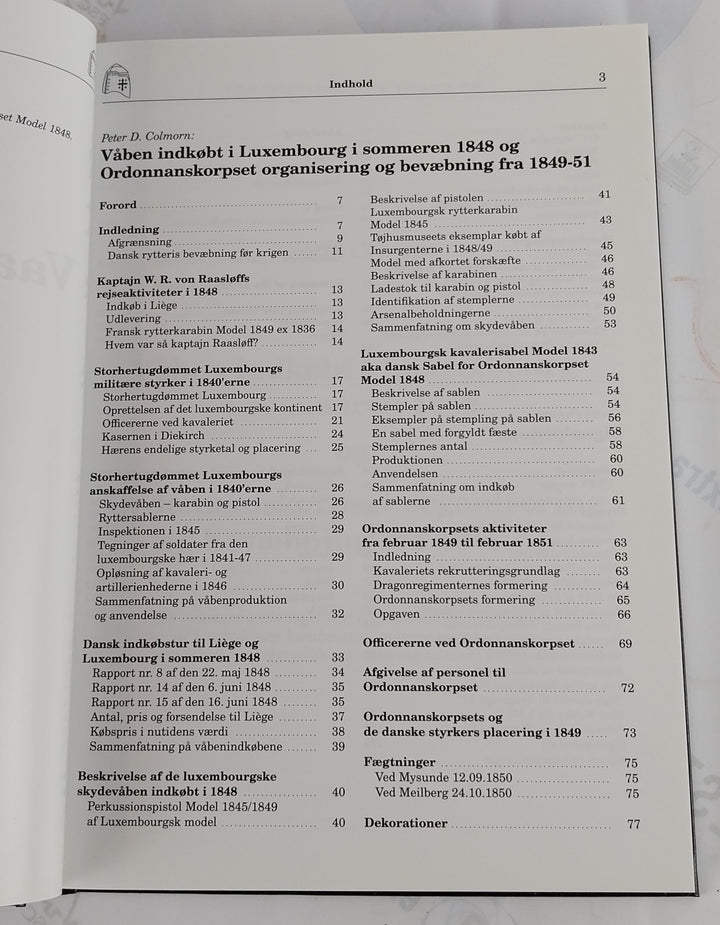 set Model 1848.
Indhold
3
Peter D. Colmorn:
Våben indkøbt i Luxembourg i sommeren 1848 og
Ordonnanskorpset organisering og bevæbning fra 1849-51
Forord 7
Indledning 7
Afgrænsning 9
Dansk rytteris bevæbning før krigen 11
Kaptajn W. R. von Raasløffs
rejseaktiviteter i 1848 13
Indkøb i Liège 13
Udlevering 13
Fransk rytterkarabin Model 1849 ex 1836 14
Hvem var så kaptajn Raasløff? 14
Storhertugdømmet Luxembourgs
militære styrker i 1840'erne 17
Storhertugdømmet Luxembourg 17
Oprettelsen af det luxembourgske kontinent 17
Officererne ved kavaleriet 21
Kasernen i Diekirch 24
Hærens endelige styrketal og placering 25
Storhertugdømmet Luxembourgs
anskaffelse af våben i 1840'erne 26
Skydevåben – karabin og pistol 26
Ryttersablerne 28
Inspektionen i 1845 29
Tegninger af soldater fra den
luxembourgske hær i 1841-47 29
Opløsning af kavaleri- og
artillerienhederne i 1846 30
Sammenfatning på våbenproduktion
og anvendelse 32
Dansk indkøbstur til Liège og
Luxembourg i sommeren 1848 33
Rapport nr. 8 af den 22. maj 1848 34
Rapport nr. 14 af den 6. juni 1848 35
Rapport nr. 15 af den 16. juni 1848 35
Antal, pris og forsendelse til Liège 37
Købspris i nutidens værdi 38
Sammenfatning på våbenindkøbene 39
Beskrivelse af de luxembourgske
skydevåben indkøbt i 1848 40
Perkussionspistol Model 1845/1849
af Luxembourgsk model 40
Beskrivelse af pistolen 41
Luxembourgsk rytterkarabin
Model 1845 43
Tøjhusmuseets eksemplar købt af
Insurgenterne i 1848/49 45
Model med afkortet forskæfte 46
Beskrivelse af karabinen 46
Ladestok til karabin og pistol 48
Identifikation af stemplerne 49
Arsenalbeholdningerne 50
Sammenfatning om skydevåben 53
Luxembourgsk kavalerisabel Model 1843
aka dansk Sabel for Ordonnanskorpset
Model 1848 54
Beskrivelse af sablen 54
Stempler på sablen 54
Eksempler på stempling på sablen 56
En sabel med forgyldt fæste 58
Stemplernes antal 58
Produktionen 60
Anvendelsen 60
Sammenfatning om indkøb
af sablerne 61
Ordonnanskorpsets aktiviteter
fra februar 1849 til februar 1851 63
Indledning 63
Kavaleriets rekrutteringsgrundlag 63
Dragonregimenternes formering 64
Ordonnanskorpsets formering 65
Opgaven 66
Officererne ved Ordonnanskorpset 69
Afgivelse af personel til
Ordonnanskorpset 72
Ordonnanskorpsets og
de danske styrkers placering i 1849 73
Fægtninger 75
Ved Mysunde 12.09.1850 75
Ved Meilberg 24.10.1850 75
Dekorationer 77